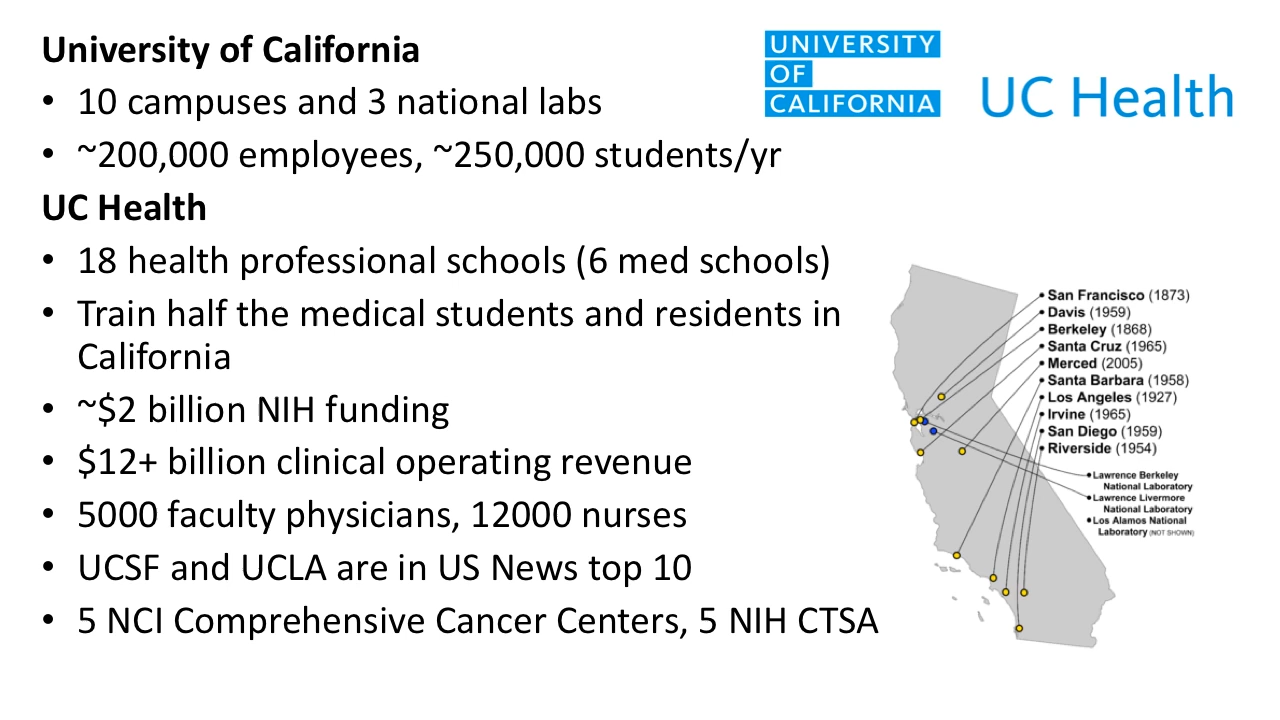 University of California
• 10 campuses and 3 national labs
• ~200,000 employees, ~250,000 students/yr
UC Health
• 18 health professional schools (6 med schools)
• Train half the medical students and residents in
California
• ~$2 billion NIH funding
• $12+ billion clinical operating revenue
• 5000 faculty physicians, 12000 nurses
• UCSF and UCLA are in US News top 10
• 5 NCI Comprehensive Cancer Centers, 5 NIH CTSA
UNIVERSITY
OF
CALIFORNIA
UC Health
• San Francisco (1873)
• Davis (1959)
• Berkeley (1868)
• Santa Cruz (1965)
• Merced (2005)
• Santa Barbara (1958)
• Los Angeles (1927)
• Irvine (1965)
• San Diego (1959)
• Riverside (1954)
• Lawrence Berkeley
National Laboratory
• Lawrence Livermore
National Laboratory
• Los Alamos National
Laboratory (NOT SHOWN)